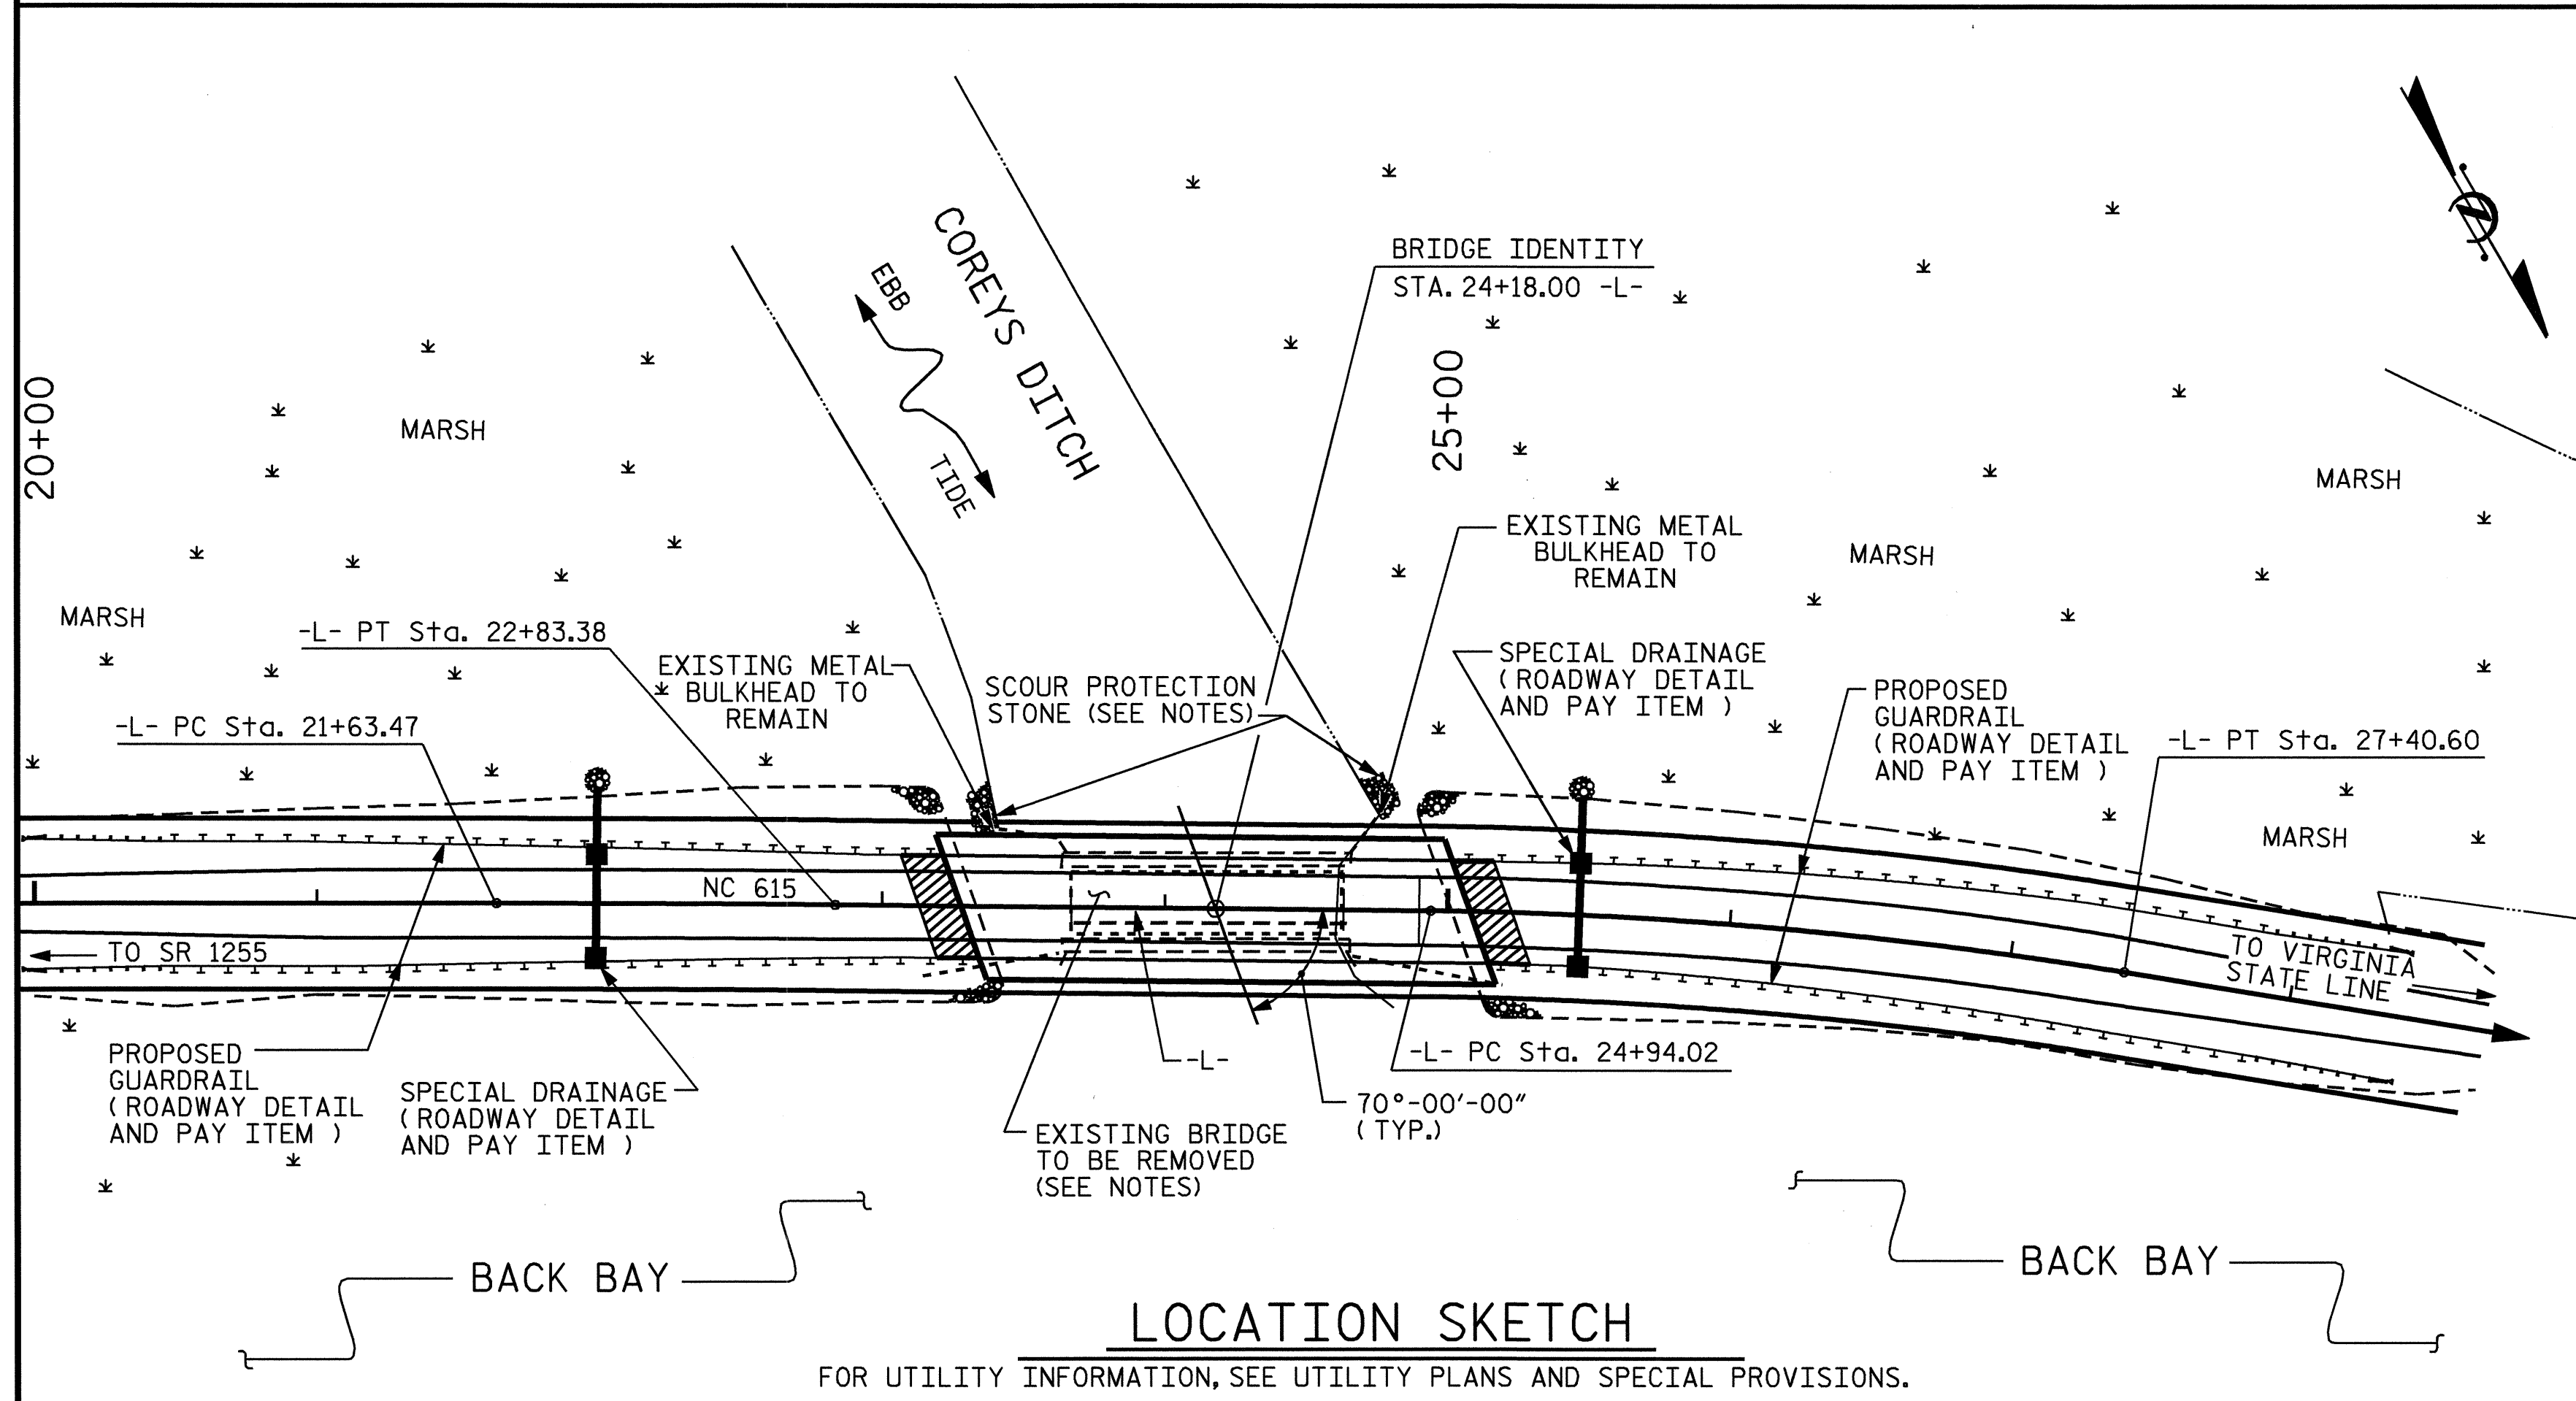 BRIDGE IDENTITY
STA. 24+18.00 -L-
COREYS DITCH
EBB
TIDE
N
20+00
25+00
MARSH
MARSH
MARSH
MARSH
MARSH
EXISTING METAL
BULKHEAD TO
REMAIN
-L- PT Sta. 22+83.38
EXISTING METAL
BULKHEAD TO
REMAIN
SCOUR PROTECTION
STONE (SEE NOTES)
SPECIAL DRAINAGE
(ROADWAY DETAIL
AND PAY ITEM )
PROPOSED
GUARDRAIL
(ROADWAY DETAIL
AND PAY ITEM )
-L- PC Sta. 21+63.47
-L- PT Sta. 27+40.60
NC 615
TO SR 1255
TO VIRGINIA
STATE LINE
PROPOSED
GUARDRAIL
(ROADWAY DETAIL
AND PAY ITEM )
SPECIAL DRAINAGE
(ROADWAY DETAIL
AND PAY ITEM )
-L-
-L- PC Sta. 24+94.02
70°-00'-00"
(TYP.)
EXISTING BRIDGE
TO BE REMOVED
(SEE NOTES)
BACK BAY
BACK BAY
LOCATION SKETCH
FOR UTILITY INFORMATION, SEE UTILITY PLANS AND SPECIAL PROVISIONS.